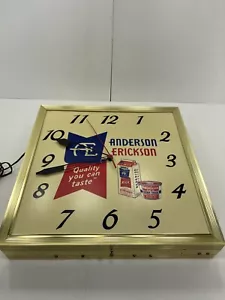 11 12 1
10 2
9 3
8 4
7 6 5
AE
ANDERSON
ERICKSON
Quality
you can
taste